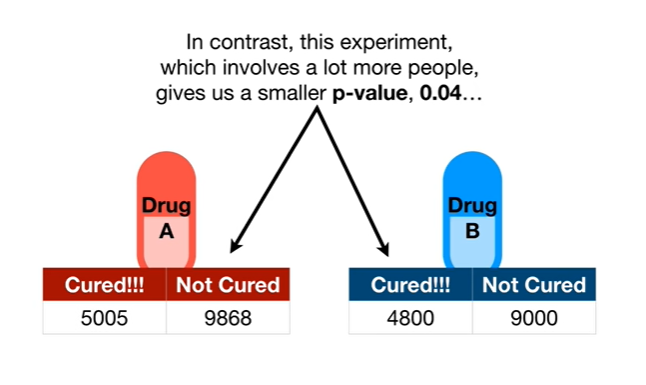 In contrast, this experiment,
which involves a lot more people,
gives us a smaller p-value, 0.04...
Drug
A
Drug
B
Cured!!! Not Cured
5005 9868
Cured!!! Not Cured
4800 9000